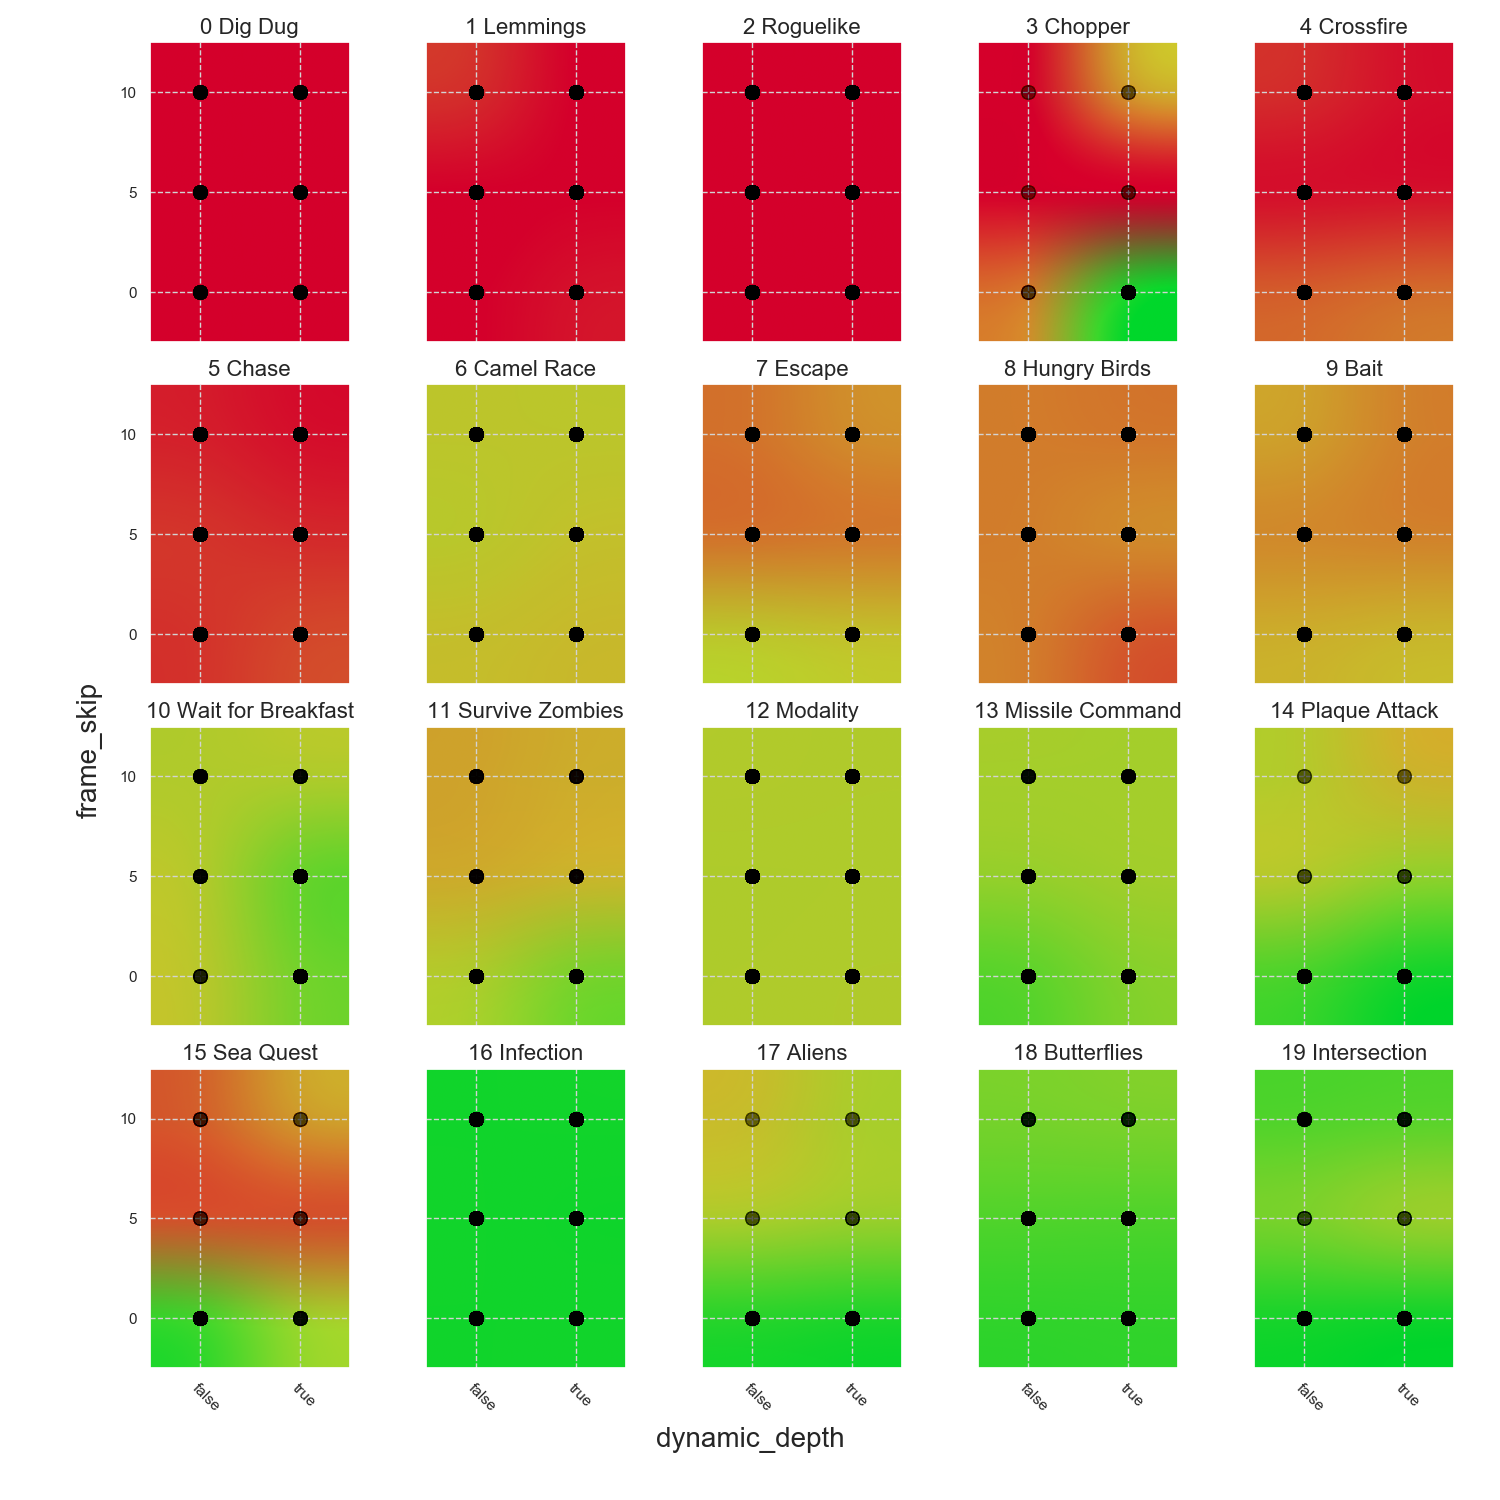 0 Dig Dug
1 Lemmings
2 Roguelike
3 Chopper
4 Crossfire
10
5
0
5 Chase
6 Camel Race
7 Escape
8 Hungry Birds
9 Bait
10
5
0
frame_skip
10 Wait for Breakfast
11 Survive Zombies
12 Modality
13 Missile Command
14 Plaque Attack
10
5
0
15 Sea Quest
16 Infection
17 Aliens
18 Butterflies
19 Intersection
10
5
0
false
true
false
true
false
true
false
true
false
true
dynamic_depth